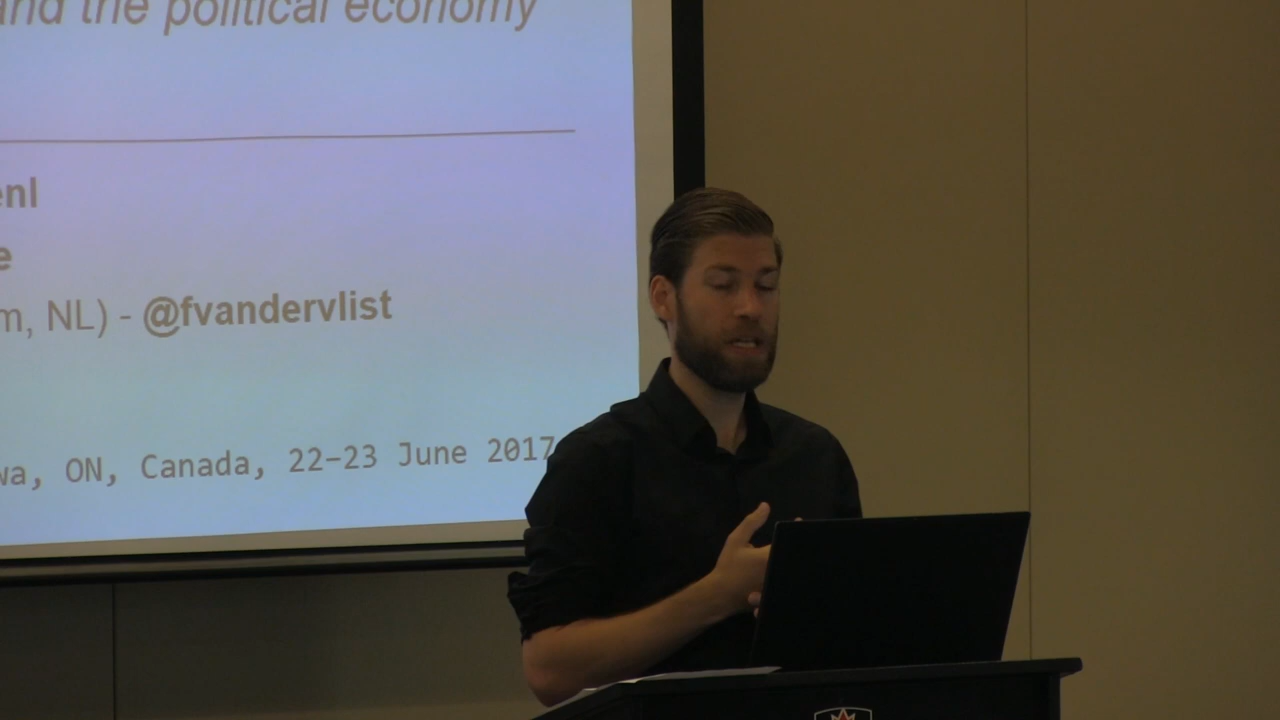 and the political economy
enl
e
m, NL) - @fvandervlist
wa, ON, Canada, 22–23 June 2017